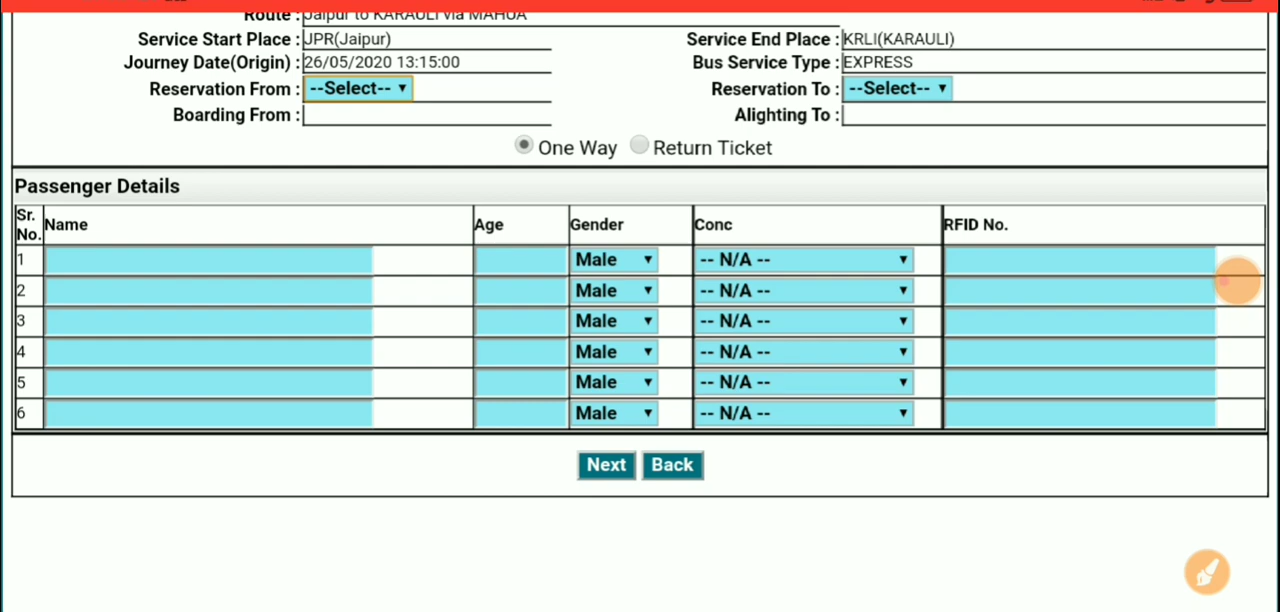 Route : Jaipur to KARAULI via MAHUA
Service Start Place : JPR(Jaipur) Service End Place : KRLI(KARAULI)
Journey Date(Origin) : 26/05/2020 13:15:00 Bus Service Type : EXPRESS
Reservation From : --Select-- Reservation To : --Select--
Boarding From : Alighting To :
One Way Return Ticket
Passenger Details
Sr. No. Name Age Gender Conc RFID No.
1 Male -- N/A --
2 Male -- N/A --
3 Male -- N/A --
4 Male -- N/A --
5 Male -- N/A --
6 Male -- N/A --
Next Back